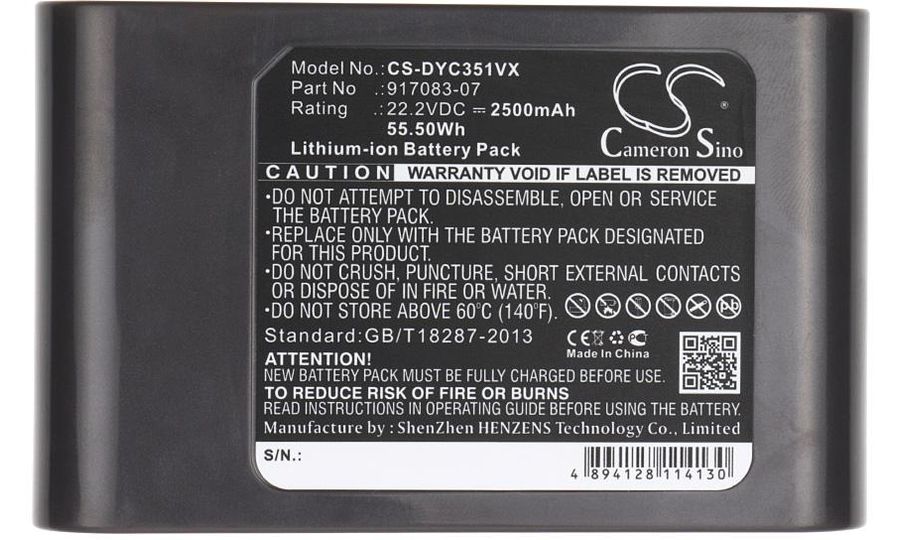 Model No.:CS-DYC351VX
Part No .:917083-07
Rating .:22.2VDC ⎓ 2500mAh
55.50Wh
Lithium-ion Battery Pack
CS ®
Cameron Sino
CAUTION WARRANTY VOID IF LABEL IS REMOVED
•DO NOT ATTEMPT TO DISASSEMBLE, OPEN OR SERVICE
THE BATTERY PACK.
•REPLACE ONLY WITH THE BATTERY PACK DESIGNATED
FOR THIS PRODUCT.
•DO NOT CRUSH, PUNCTURE, SHORT EXTERNAL CONTACTS
OR DISPOSE OF IN FIRE OR WATER.
•DO NOT STORE ABOVE 60°C (140°F).
Pb
Standard:GB/T18287-2013
CE
Made In China
ATTENTION!
NEW BATTERY PACK MUST BE FULLY CHARGED BEFORE USE.
TO REDUCE RISK OF FIRE OR BURNS
READ INSTRUCTIONS IN OPERATING GUIDE BEFORE USING THE BATTERY.
Manufacture by : ShenZhen HENZENS Technology Co., Limited
S/N.:
4 894128 114130